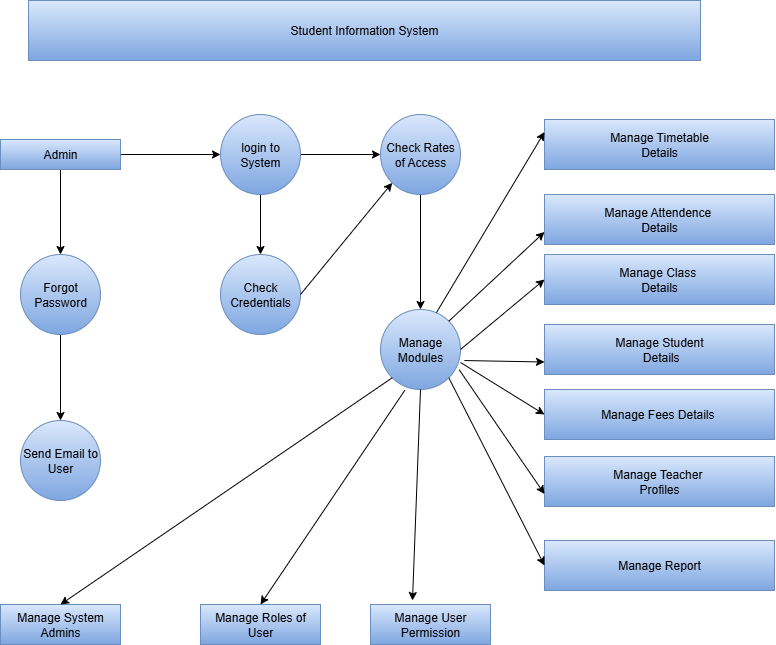 Student Information System
Admin
login to
System
Check Rates
of Access
Manage Timetable
Details
Manage Attendence
Details
Forgot
Password
Check
Credentials
Manage Class
Details
Manage
Modules
Manage Student
Details
Manage Fees Details
Send Email to
User
Manage Teacher
Profiles
Manage Report
Manage System
Admins
Manage Roles of
User
Manage User
Permission